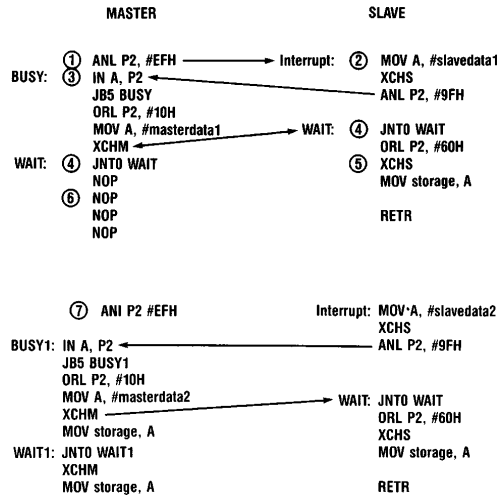 MASTER SLAVE
① ANL P2, #EFH Interrupt: ② MOV A, #slavedata1
BUSY: ③ IN A, P2 XCHS
JB5 BUSY ANL P2, #9FH
ORL P2, #10H
MOV A, #masterdata1 WAIT: ④ JNT0 WAIT
XCHM ORL P2, #60H
WAIT: ④ JNT0 WAIT ⑤ XCHS
NOP MOV storage, A
⑥ NOP
NOP RETR
NOP
⑦ ANI P2 #EFH Interrupt: MOV·A, #slavedata2
XCHS
BUSY1: IN A, P2 ANL P2, #9FH
JB5 BUSY1
ORL P2, #10H
MOV A, #masterdata2 WAIT: JNT0 WAIT
XCHM ORL P2, #60H
MOV storage, A XCHS
WAIT1: JNT0 WAIT1 MOV storage, A
XCHM
MOV storage, A RETR